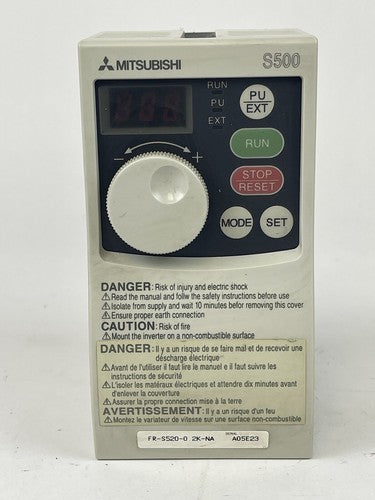 MITSUBISHI S500
RUN
PU
EXT
PU
EXT
RUN
STOP
RESET
MODE SET
− +
DANGER: Risk of injury and electric shock
Read the manual and follw the safety instructions before use
Isolate from supply and wait 10 minutes befor removing this cover
Ensure proper earth connection
CAUTION: Risk of fire
Mount the inverter on a non-combustible surface
DANGER: Il y a un risque de se faire mal et de recevoir une
déscharge électrique
Avant de l'utiliser il faut lire le manuel et il faut suivre les
instructions de sécurité
L'isoler les matéraux électriques et attendre dix minutes avant
d'enlever la couverture
Assurer la propre connection mise à la terre
AVERTISSEMENT: Il y a un risque d'un feu
Montez le variateur de vitesse sur une surface non-combustible
FR-S520-0.2K-NA SERIAL A05E23